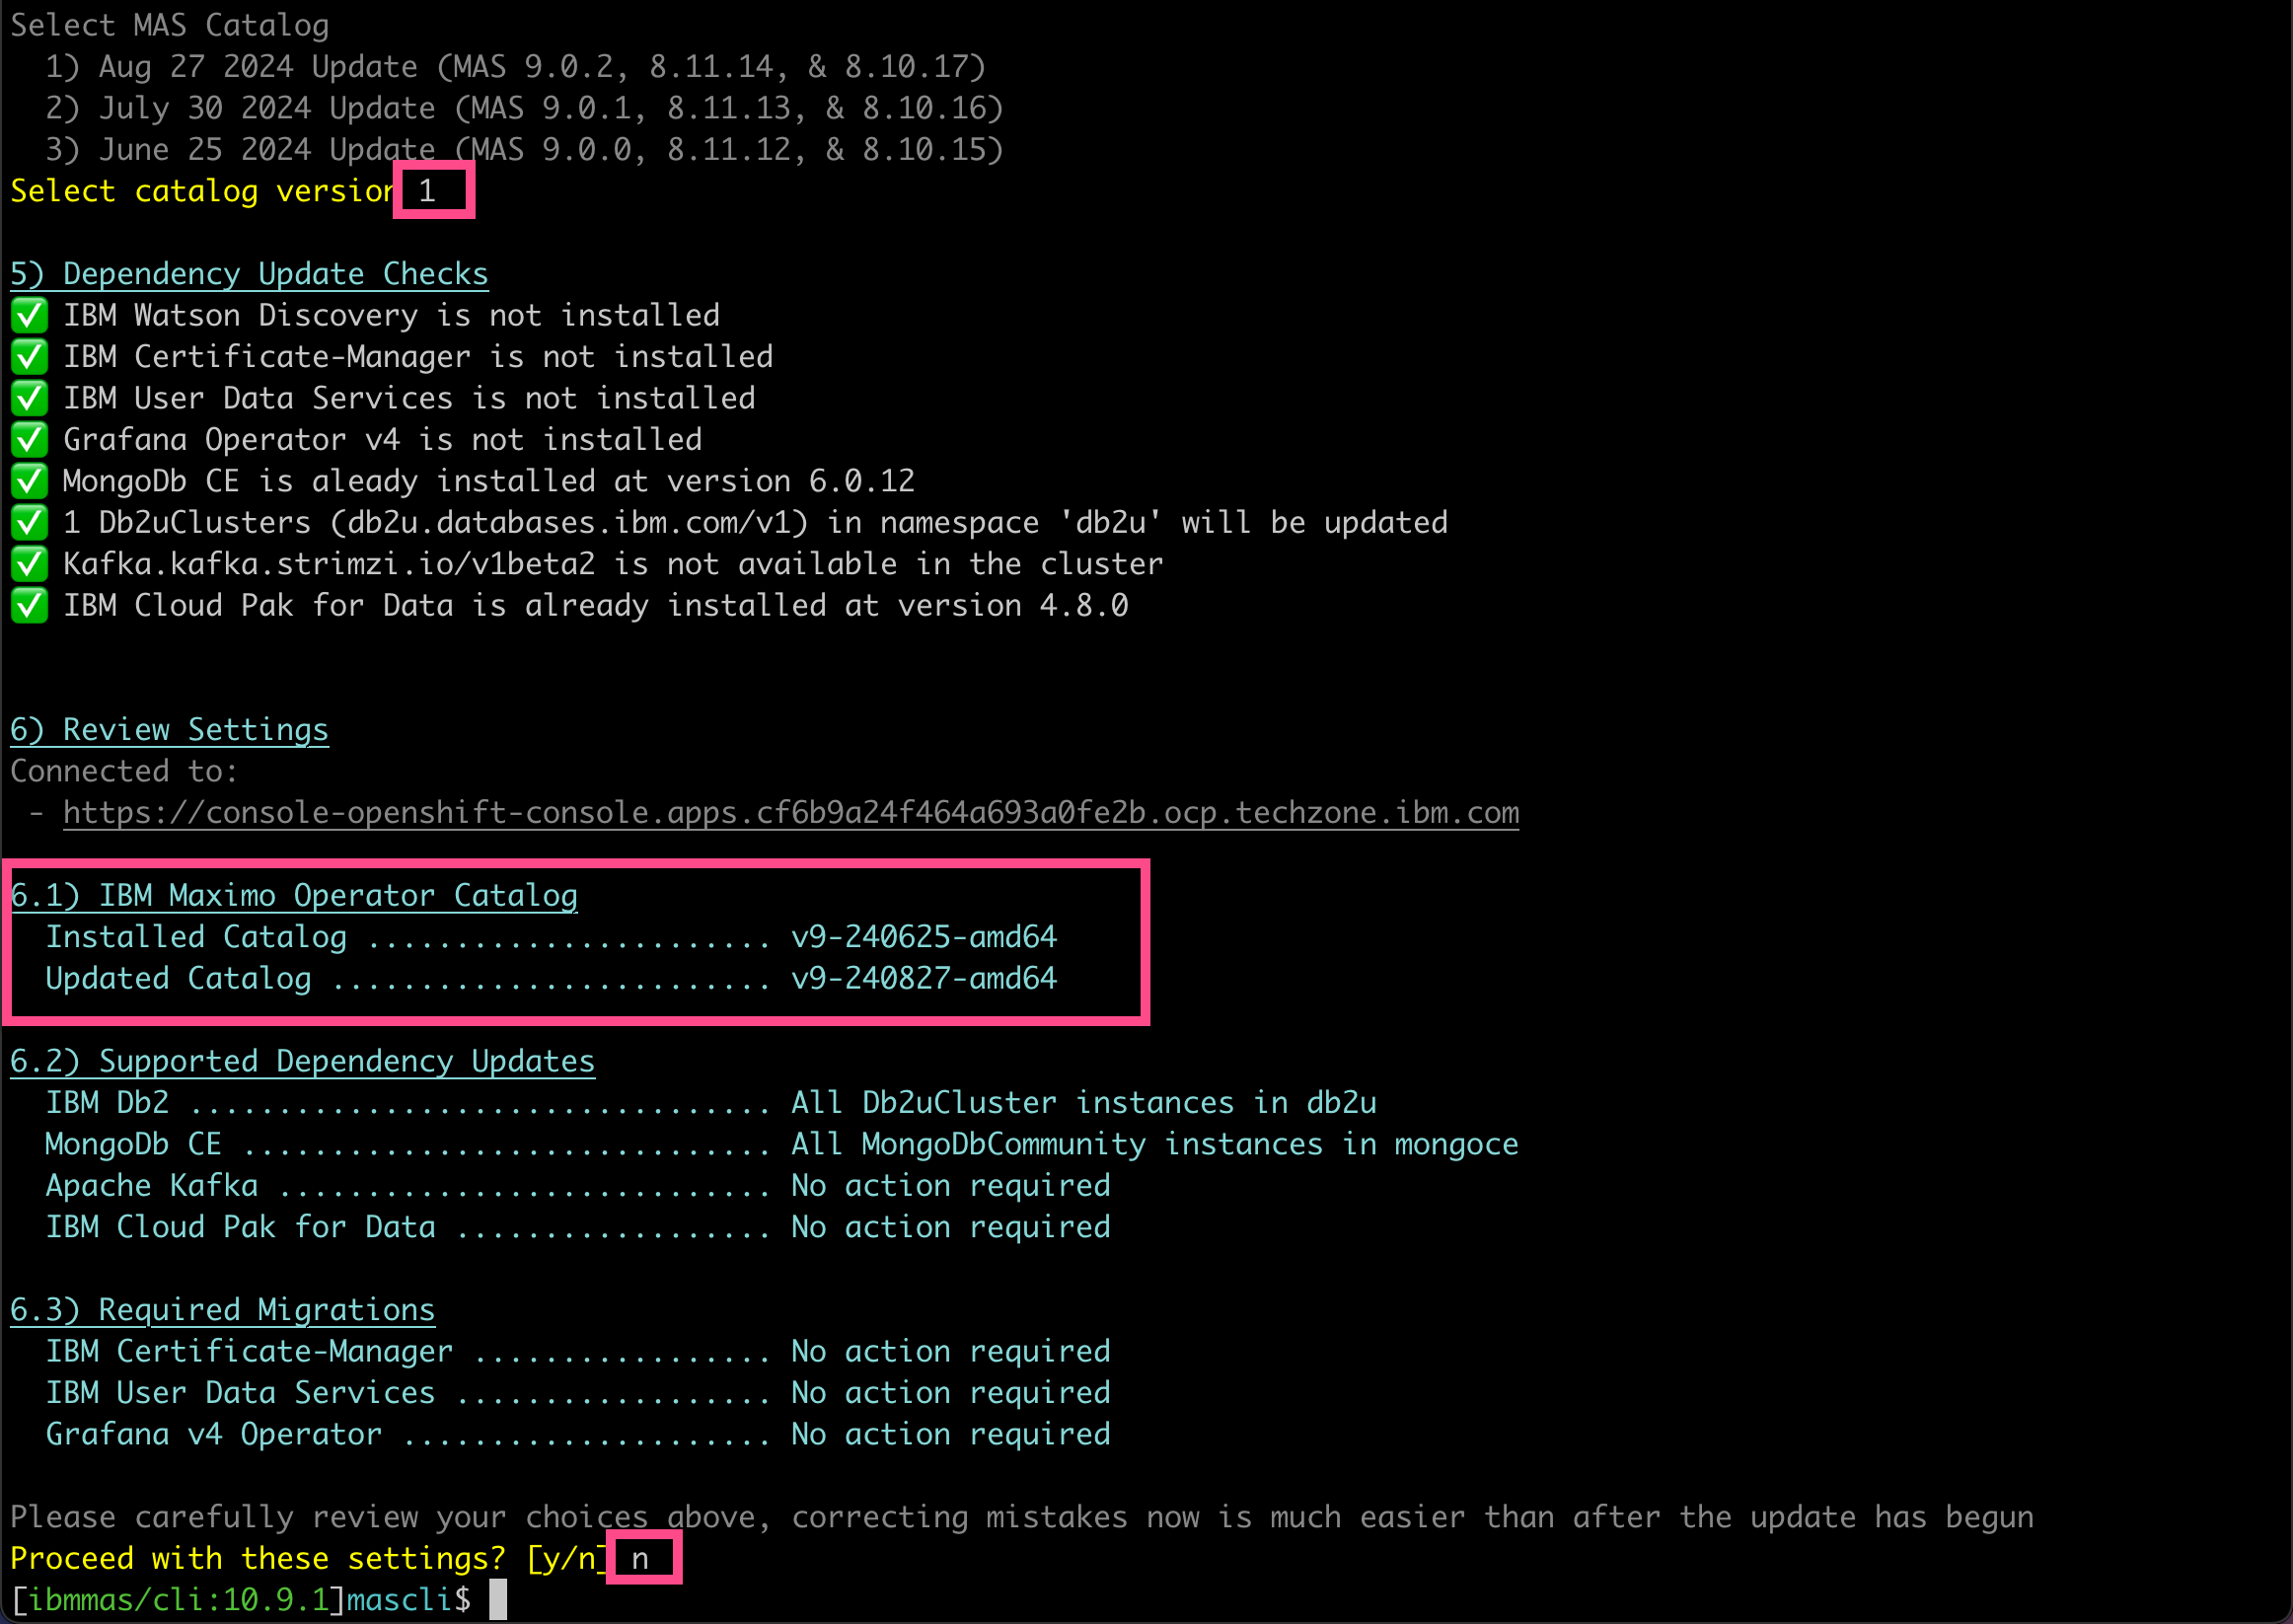 Select MAS Catalog
  1) Aug 27 2024 Update (MAS 9.0.2, 8.11.14, & 8.10.17)
  2) July 30 2024 Update (MAS 9.0.1, 8.11.13, & 8.10.16)
  3) June 25 2024 Update (MAS 9.0.0, 8.11.12, & 8.10.15)
Select catalog version 1
5) Dependency Update Checks
✅ IBM Watson Discovery is not installed
✅ IBM Certificate-Manager is not installed
✅ IBM User Data Services is not installed
✅ Grafana Operator v4 is not installed
✅ MongoDb CE is aleady installed at version 6.0.12
✅ 1 Db2uClusters (db2u.databases.ibm.com/v1) in namespace 'db2u' will be updated
✅ Kafka.kafka.strimzi.io/v1beta2 is not available in the cluster
✅ IBM Cloud Pak for Data is already installed at version 4.8.0
6) Review Settings
Connected to:
 - https://console-openshift-console.apps.cf6b9a24f464a693a0fe2b.ocp.techzone.ibm.com
6.1) IBM Maximo Operator Catalog
  Installed Catalog ....................... v9-240625-amd64
  Updated Catalog ......................... v9-240827-amd64
6.2) Supported Dependency Updates
  IBM Db2 ................................. All Db2uCluster instances in db2u
  MongoDb CE .............................. All MongoDbCommunity instances in mongoce
  Apache Kafka ............................ No action required
  IBM Cloud Pak for Data .................. No action required
6.3) Required Migrations
  IBM Certificate-Manager ................. No action required
  IBM User Data Services .................. No action required
  Grafana v4 Operator ..................... No action required
Please carefully review your choices above, correcting mistakes now is much easier than after the update has begun
Proceed with these settings? [y/n] n
[ibmmas/cli:10.9.1]mascli$